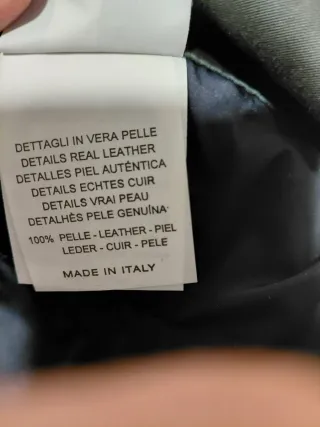 DETTAGLI IN VERA PELLE
DETAILS REAL LEATHER
DETALLES PIEL AUTÉNTICA
DETAILS ECHTES CUIR
DETAILS VRAI PEAU
DETALHES PELE GENUÍNA
100% PELLE - LEATHER - PIEL
LEDER - CUIR - PELE
MADE IN ITALY